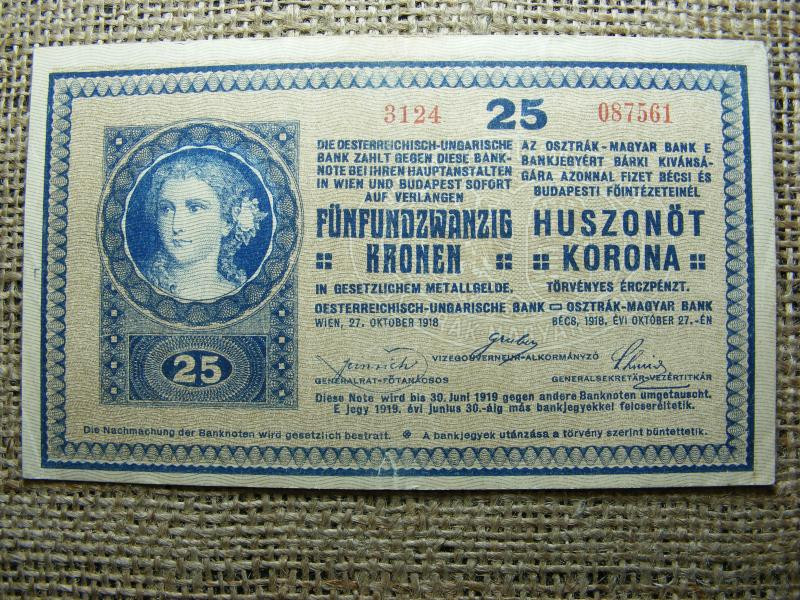 3124 25 087561
DIE OESTERREICHISCH-UNGARISCHE
BANK ZAHLT GEGEN DIESE BANK-
NOTE BEI IHREN HAUPTANSTALTEN
IN WIEN UND BUDAPEST SOFORT
AUF VERLANGEN
FÜNFUNDZWANZIG
KRONEN
IN GESETZLICHEM METALLGELDE.
AZ OSZTRÁK-MAGYAR BANK E
BANKJEGYÉRT BÁRKI KIVÁNSÁ-
GÁRA AZONNAL FIZET BÉCSI ÉS
BUDAPESTI FÖINTÉZETEINÉL
HUSZONÖT
KORONA
TÖRVÉNYES ÉRCZPÉNZT.
OESTERREICHISCH-UNGARISCHE BANK OSZTRÁK-MAGYAR BANK
WIEN, 27. OKTOBER 1918 BÉCS, 1918. ÉVI OKTÓBER 27.-ÉN
VIZEGOUVERNEUR-ALKORMÁNYZÓ
GENERALRAT-FÖTANÁCSOS GENERALSEKRETÄR-VEZÉRTITKÁR
25
Diese Note wird bis 30. Juni 1919 gegen andere Banknoten umgetauscht.
E jegy 1919. évi junius 30.-áig más bankjegyekkel felcseréltetik.
Die Nachmachung der Banknoten wird gesetzlich bestraft. A bankjegyek utánzása a törvény szerint büntettetik.